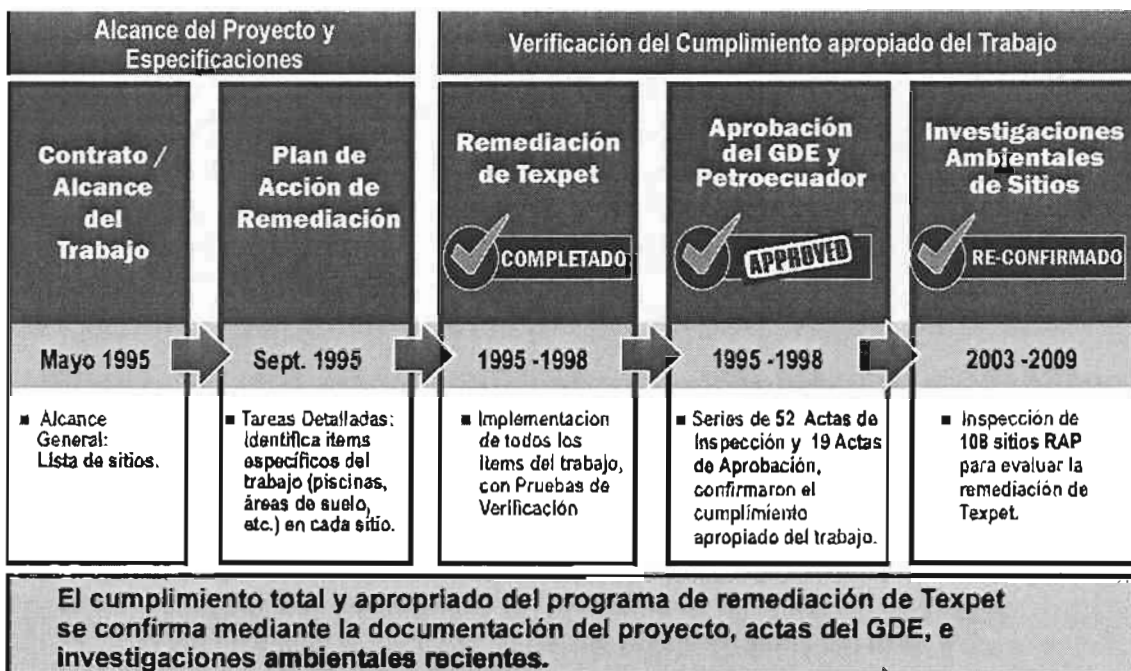 Alcance del Proyecto y
Especificaciones
Verificación del Cumplimiento apropiado del Trabajo
Contrato /
Alcance
del
Trabajo
Plan de
Acción de
Remediación
Remediación
de Texpet
COMPLETADO
Aprobación
del GDE y
Petroecuador
APPROVED
Investigaciones
Ambientales
de Sitios
RE-CONFIRMADO
Mayo 1995
Sept. 1995
1995 -1998
1995 -1998
2003 -2009
■ Alcance
General:
Lista de sitios.
■ Tareas Detalladas:
Identifica items
específicos del
trabajo (piscinas,
áreas de suelo,
etc.) en cada sitio.
■ Implementacion
de todos los
items del trabajo,
con Pruebas de
Verificación
■ Series de 52 Actas de
Inspección y 19 Actas
de Aprobación,
confirmaron el
cumplimiento
apropiado del trabajo.
■ Inspección de
108 sitios RAP
para evaluar la
remediación de
Texpet.
El cumplimiento total y apropiado del programa de remediación de Texpet
se confirma mediante la documentación del proyecto, actas del GDE, e
investigaciones ambientales recientes.